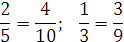 2/5 = 4/10; 1/3 = 3/9